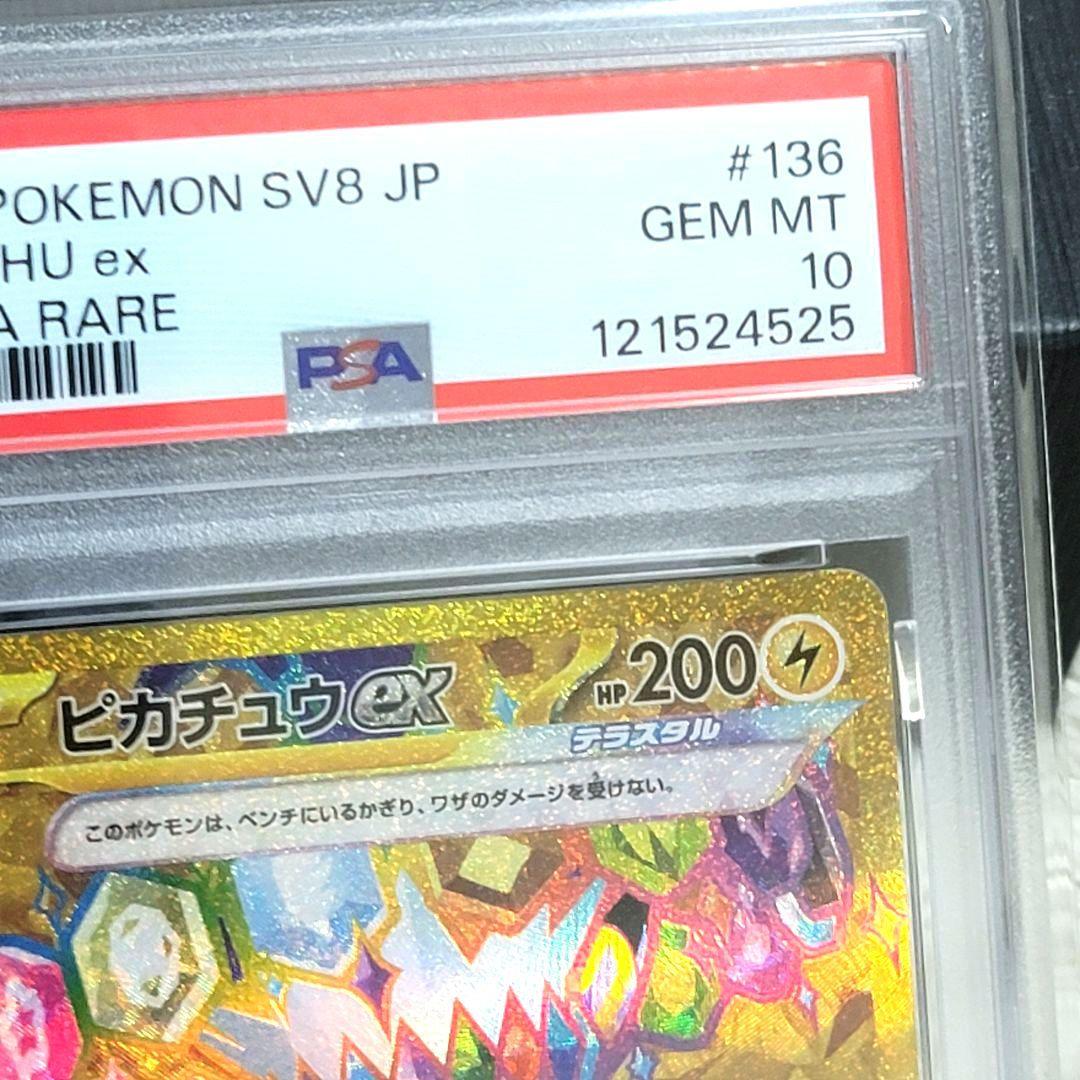 POKEMON SV8 JP #136
HU ex GEM MT
A RARE 10
121524525
PSA
ピカチュウex HP 200
テラスタル
このポケモンは、ベンチにいるかぎり、ワザのダメージを受けない。